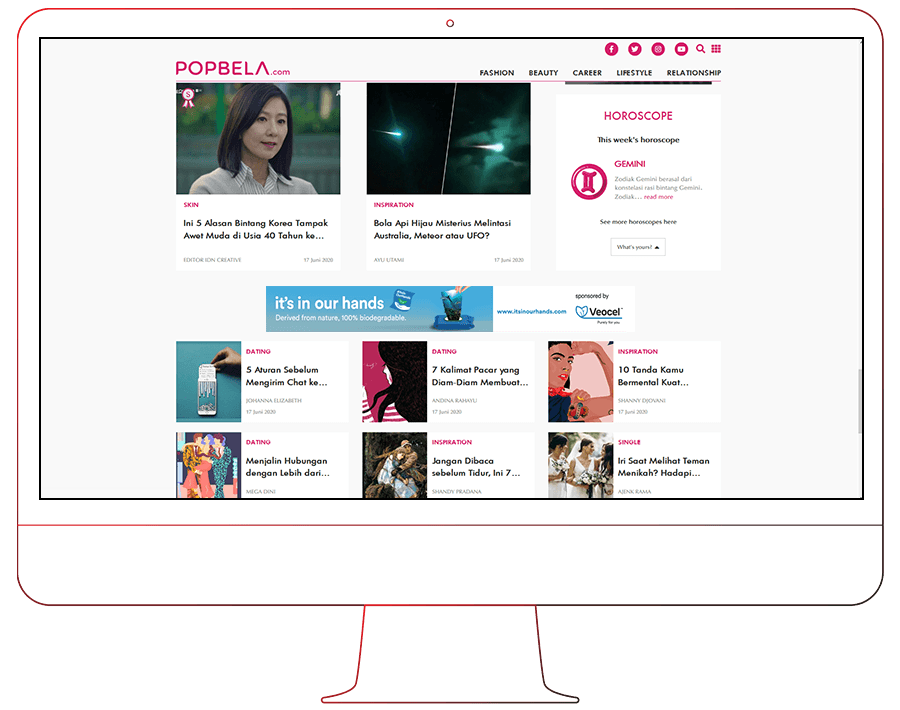 POPBELA.com
FASHION BEAUTY CAREER LIFESTYLE RELATIONSHIP
S
SKIN
Ini 5 Alasan Bintang Korea Tampak
Awet Muda di Usia 40 Tahun ke...
EDITOR IDN CREATIVE 17 Juni 2020
INSPIRATION
Bola Api Hijau Misterius Melintasi
Australia, Meteor atau UFO?
AYU UTAMI 17 Juni 2020
HOROSCOPE
This week's horoscope
GEMINI
Zodiak Gemini berasal dari
konstelasi rasi bintang Gemini.
Zodiak... read more
See more horoscopes here
What's yours?
it's in our hands
Derived from nature, 100% biodegradable.
www.itsinourhands.com
sponsored by
Veocel
Purely for you
DATING
5 Aturan Sebelum
Mengirim Chat ke...
JOHANNA ELIZABETH
17 Juni 2020
DATING
7 Kalimat Pacar yang
Diam-Diam Membuat...
ANDINA RAHAYU
17 Juni 2020
INSPIRATION
10 Tanda Kamu
Bermental Kuat...
SHANNY DJOVANI
17 Juni 2020
DATING
Menjalin Hubungan
dengan Lebih dari...
MEGA DINI
INSPIRATION
Jangan Dibaca
sebelum Tidur, Ini 7...
SHANDY PRADANA
SINGLE
Iri Saat Melihat Teman
Menikah? Hadapi...
AJENK RAMA